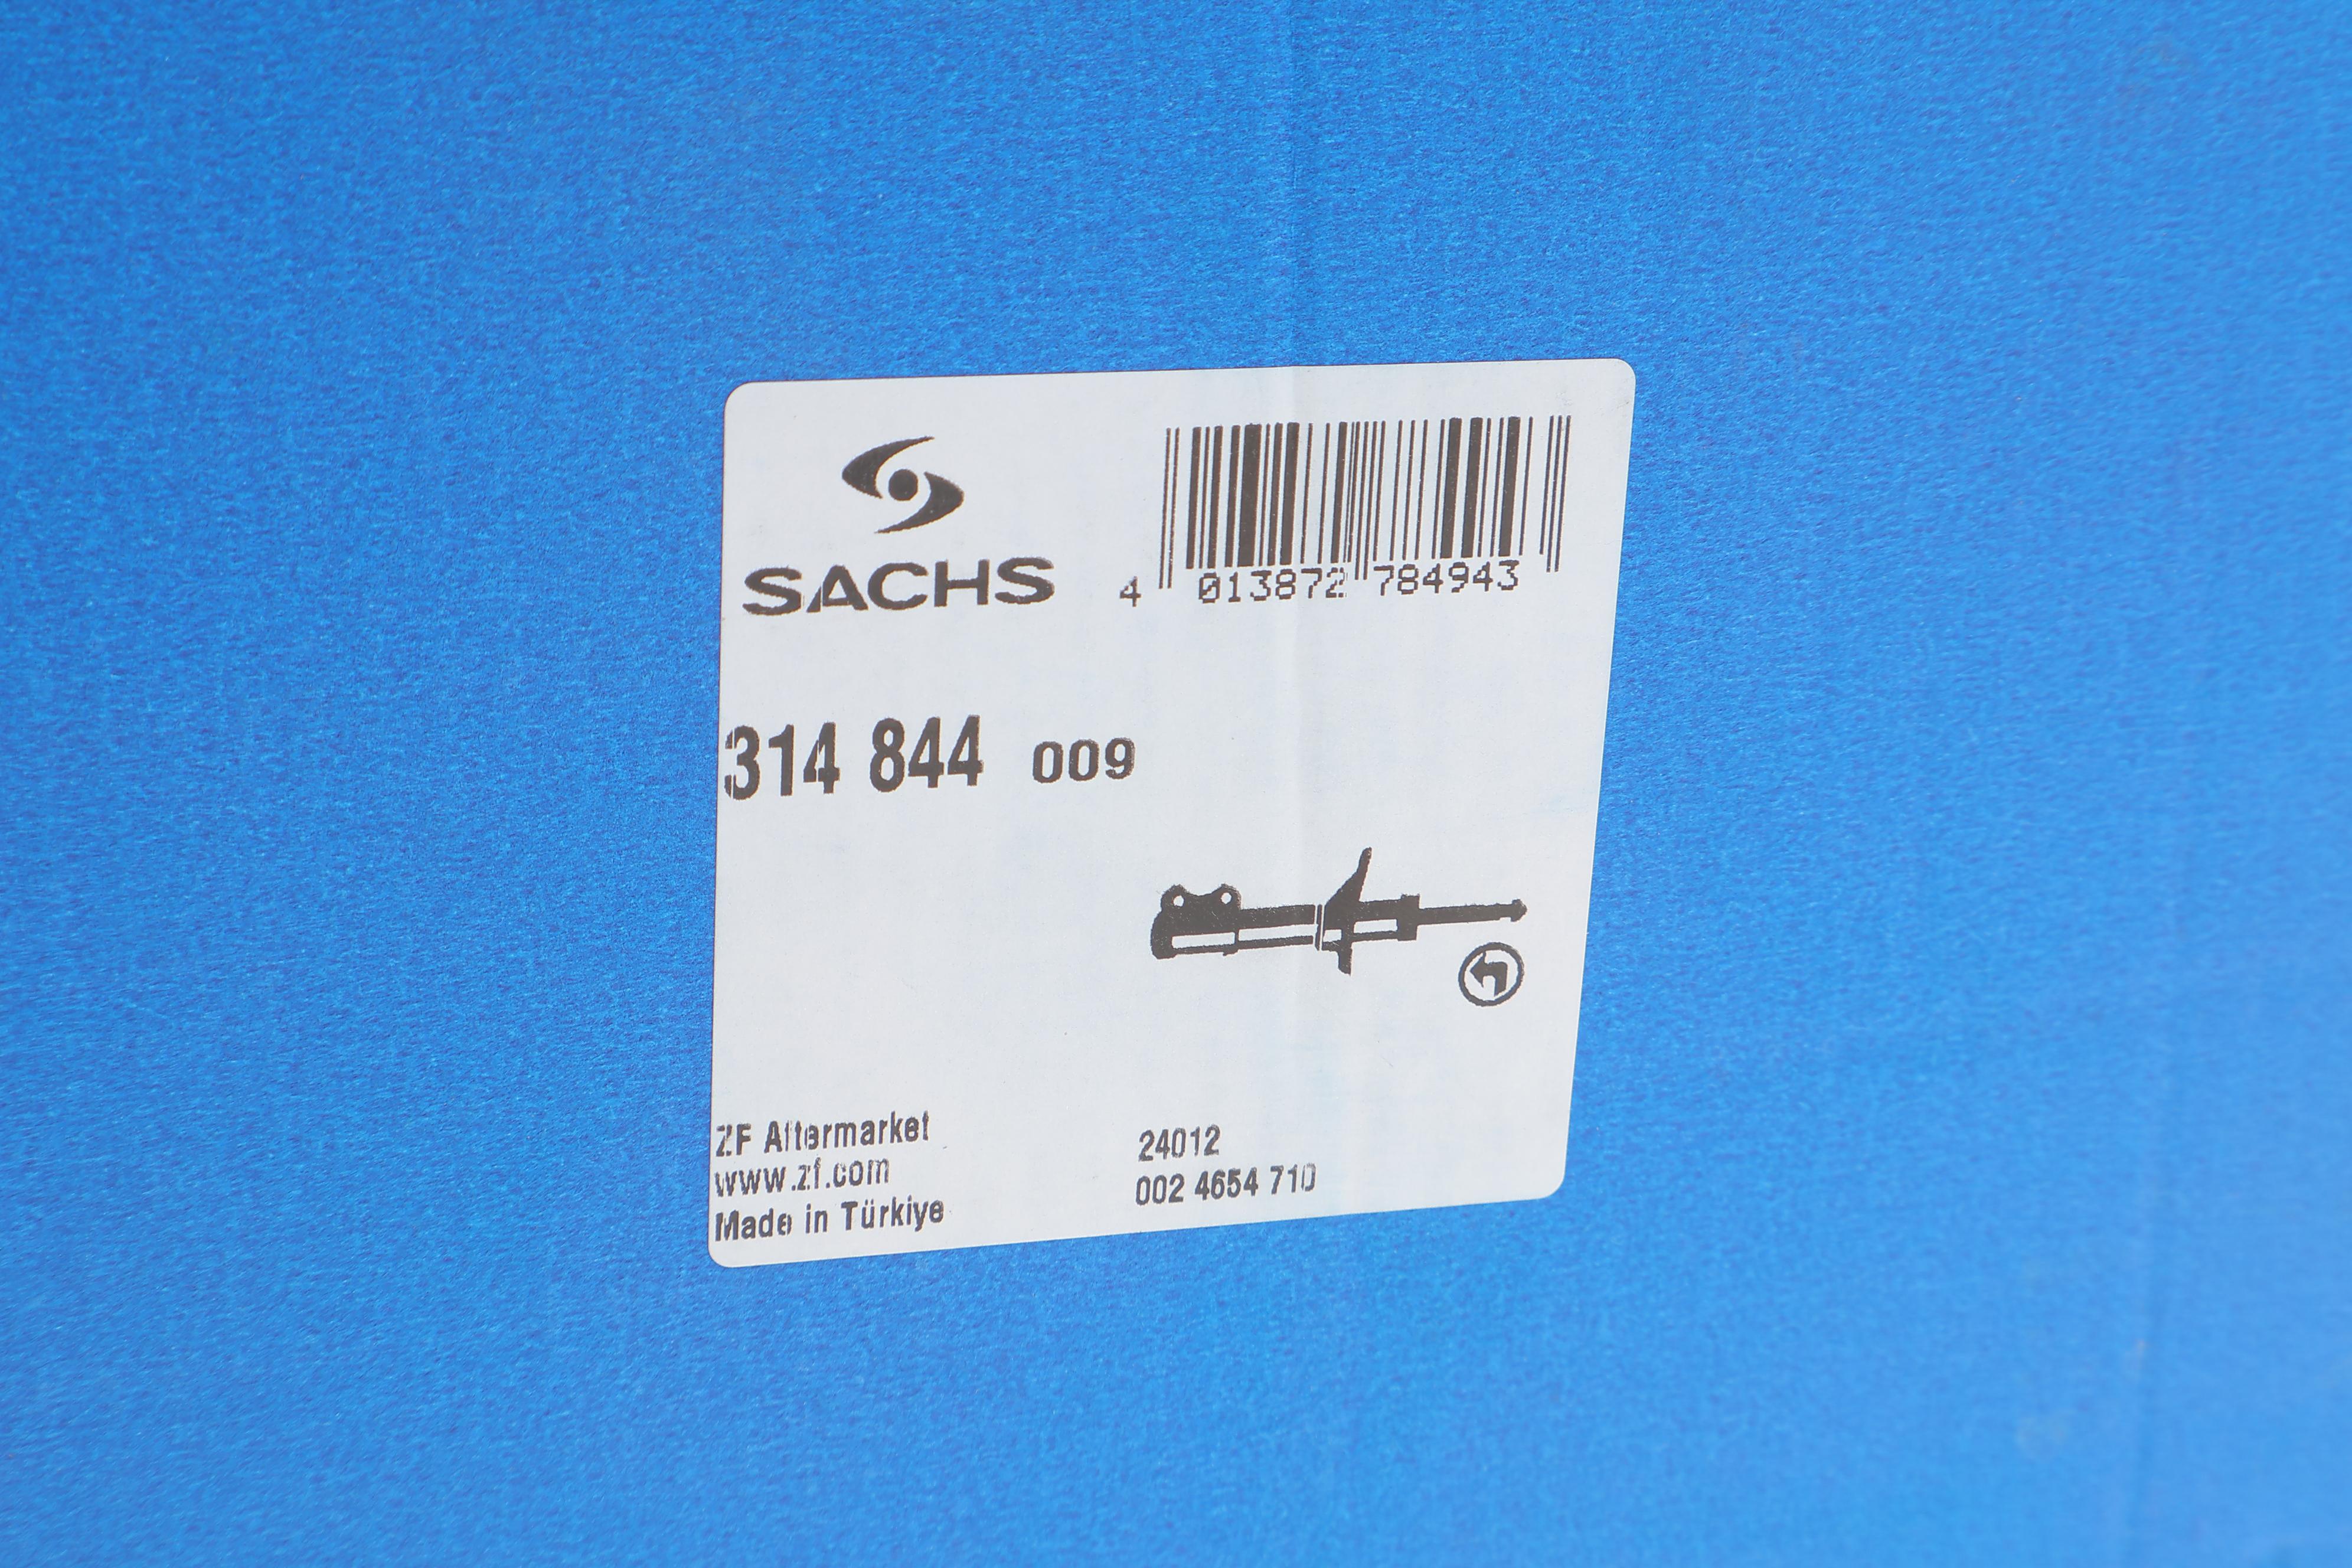 SACHS
4 013872 784943
314 844 009
ZF Aftermarket
www.zf.com
Made in Türkiye
24012
002 4654 710